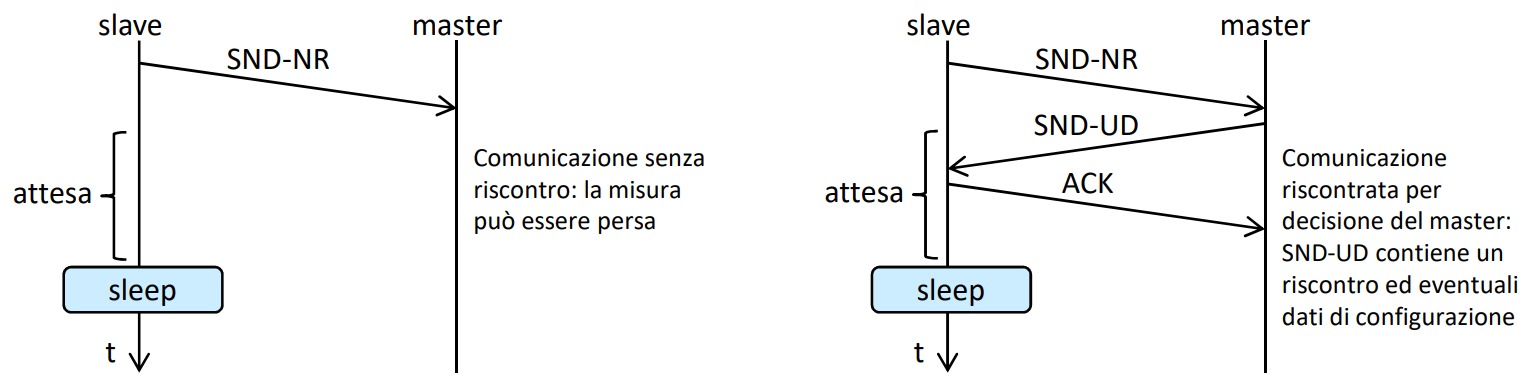 slave
master
SND-NR
attesa
Comunicazione senza
riscontro: la misura
può essere persa
sleep
t
slave
master
SND-NR
SND-UD
ACK
attesa
Comunicazione
riscontrata per
decisione del master:
SND-UD contiene un
riscontro ed eventuali
dati di configurazione
sleep
t